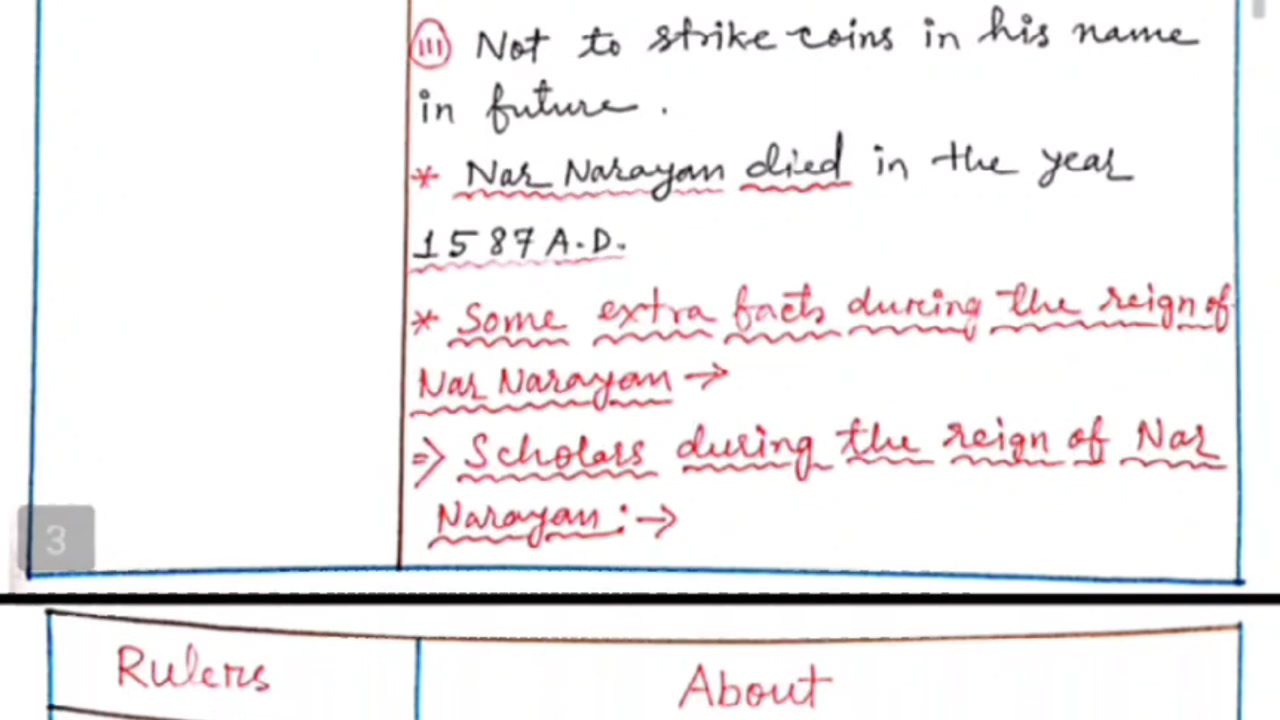 (III) Not to strike coins in his name
in future.
* Nar Narayan died in the year
1587 A.D.
* Some extra facts during the reign of
Nar Narayan →
⇒ Scholars during the reign of Nar
Narayan :→
3
Rulers About